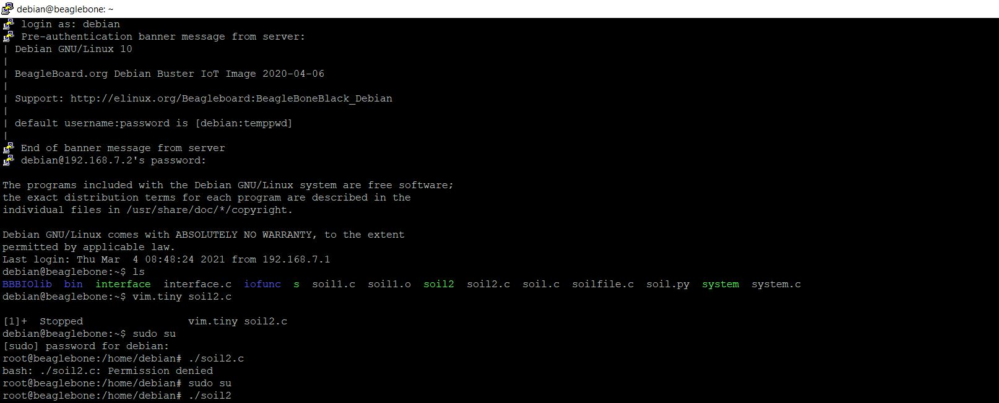 debian@beaglebone: ~
login as: debian
Pre-authentication banner message from server:
| Debian GNU/Linux 10
|
| BeagleBoard.org Debian Buster IoT Image 2020-04-06
|
| Support: http://elinux.org/Beagleboard:BeagleBoneBlack_Debian
|
| default username:password is [debian:temppwd]
|
End of banner message from server
debian@192.168.7.2's password:
The programs included with the Debian GNU/Linux system are free software;
the exact distribution terms for each program are described in the
individual files in /usr/share/doc/*/copyright.
Debian GNU/Linux comes with ABSOLUTELY NO WARRANTY, to the extent
permitted by applicable law.
Last login: Thu Mar  4 08:48:24 2021 from 192.168.7.1
debian@beaglebone:~$ ls
BBBIOlib  bin  interface  interface.c  iofunc  s  soil1.c  soil1.o  soil2  soil2.c  soil.c  soilfile.c  soil.py  system  system.c
debian@beaglebone:~$ vim.tiny soil2.c
[1]+  Stopped                 vim.tiny soil2.c
debian@beaglebone:~$ sudo su
[sudo] password for debian:
root@beaglebone:/home/debian# ./soil2.c
bash: ./soil2.c: Permission denied
root@beaglebone:/home/debian# sudo su
root@beaglebone:/home/debian# ./soil2